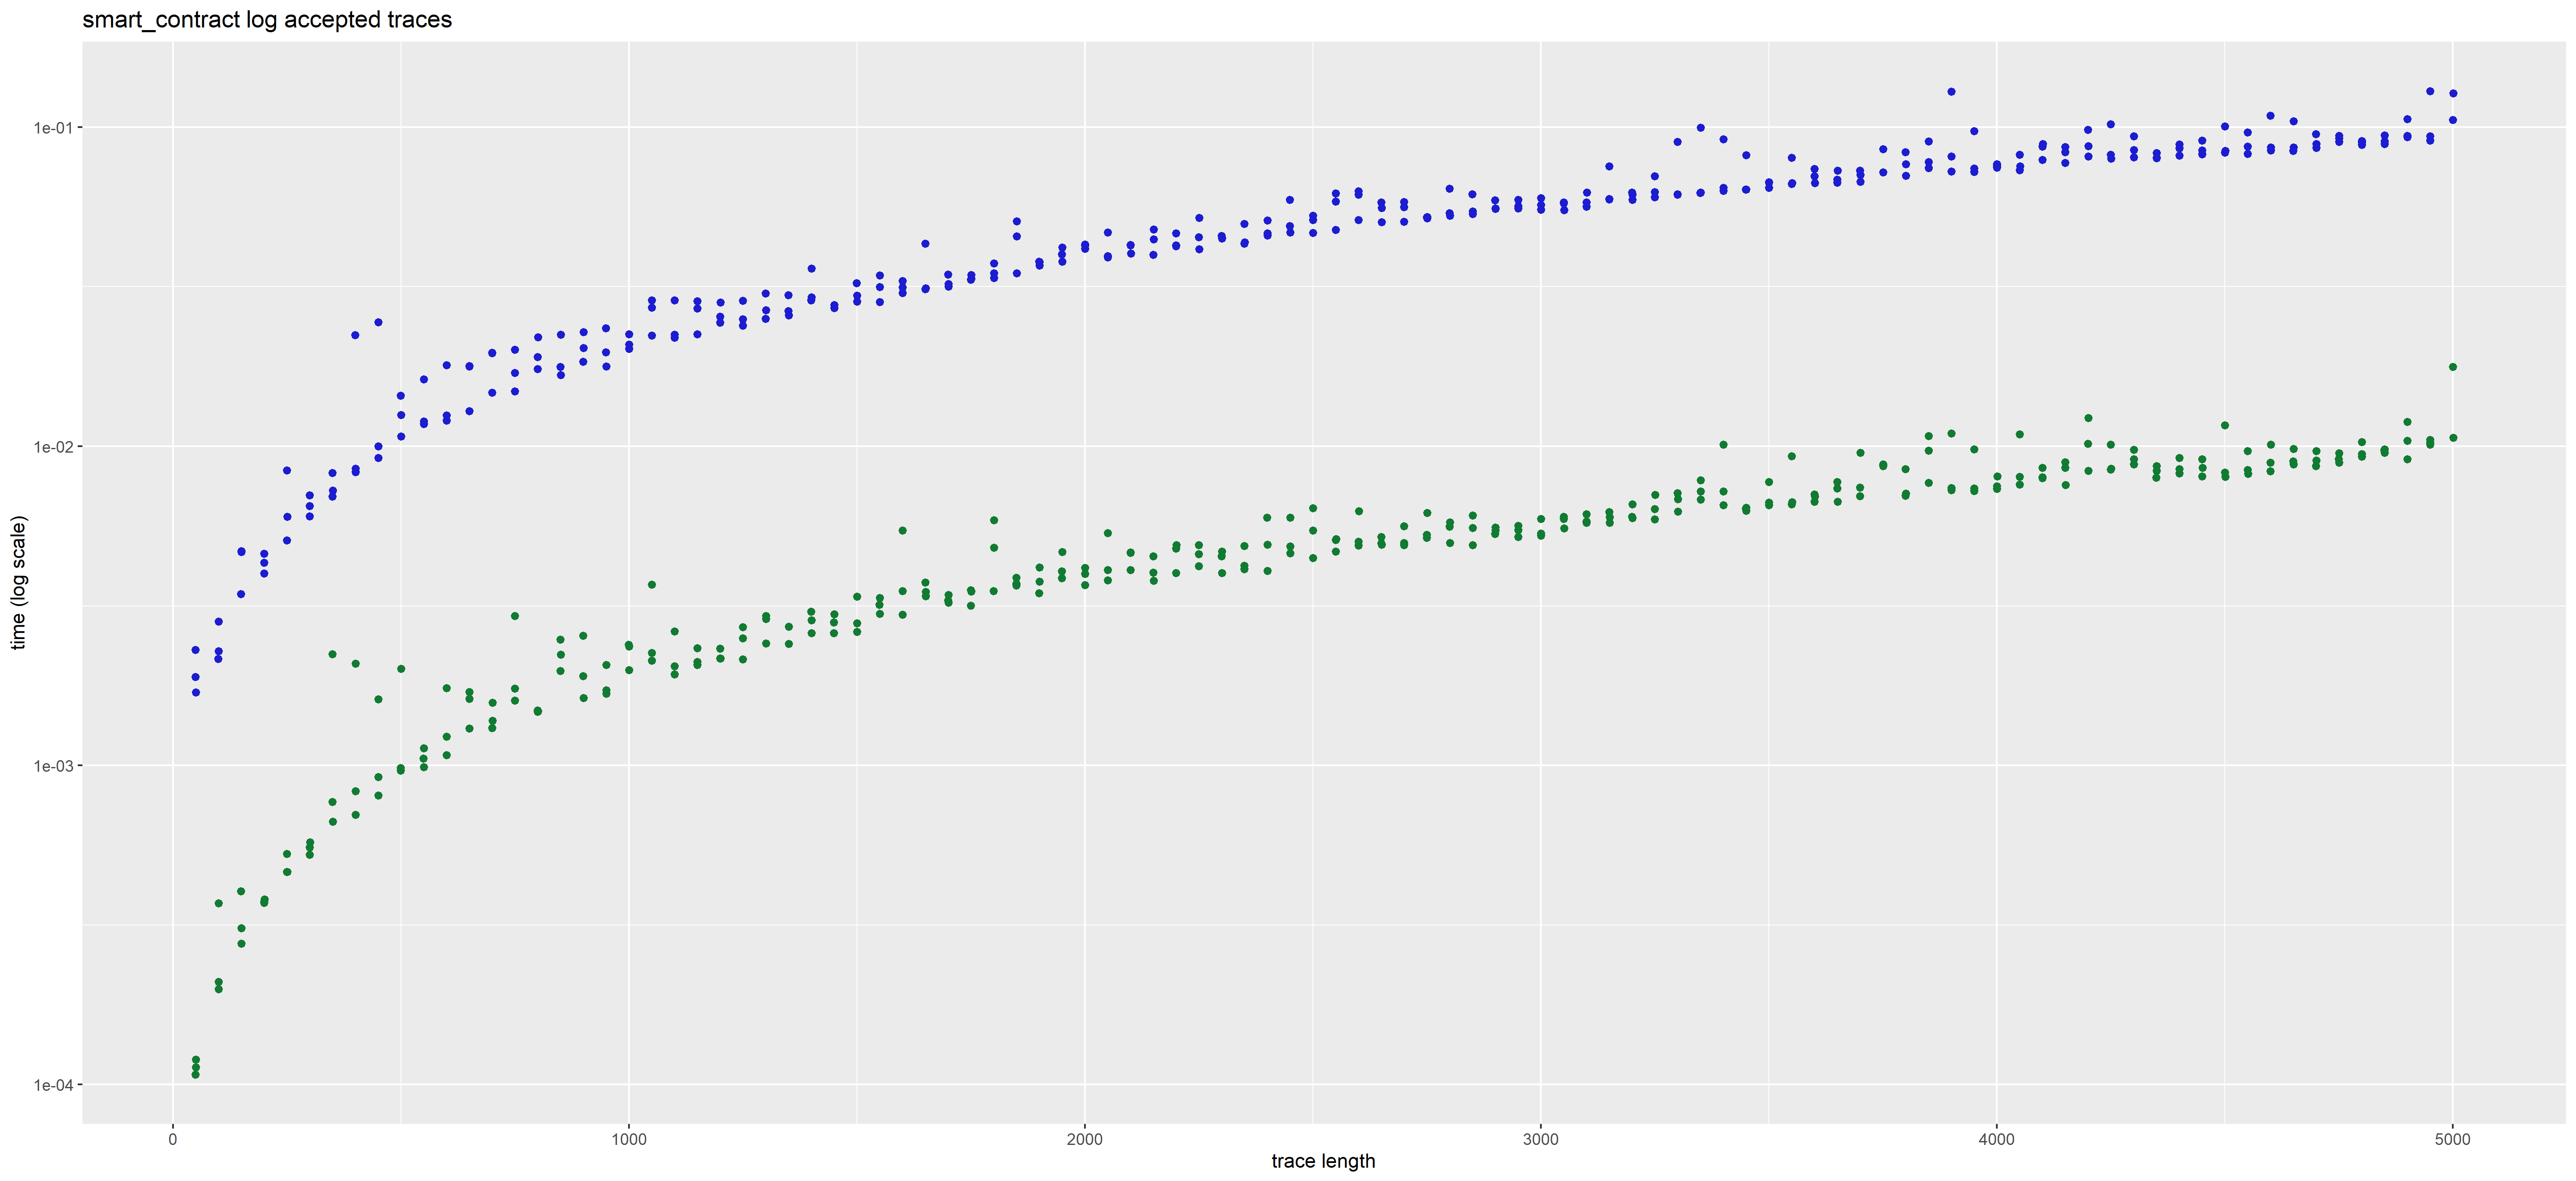 smart_contract log accepted traces
1e-01
1e-02
1e-03
1e-04
time (log scale)
0 1000 2000 3000 4000 5000
trace length